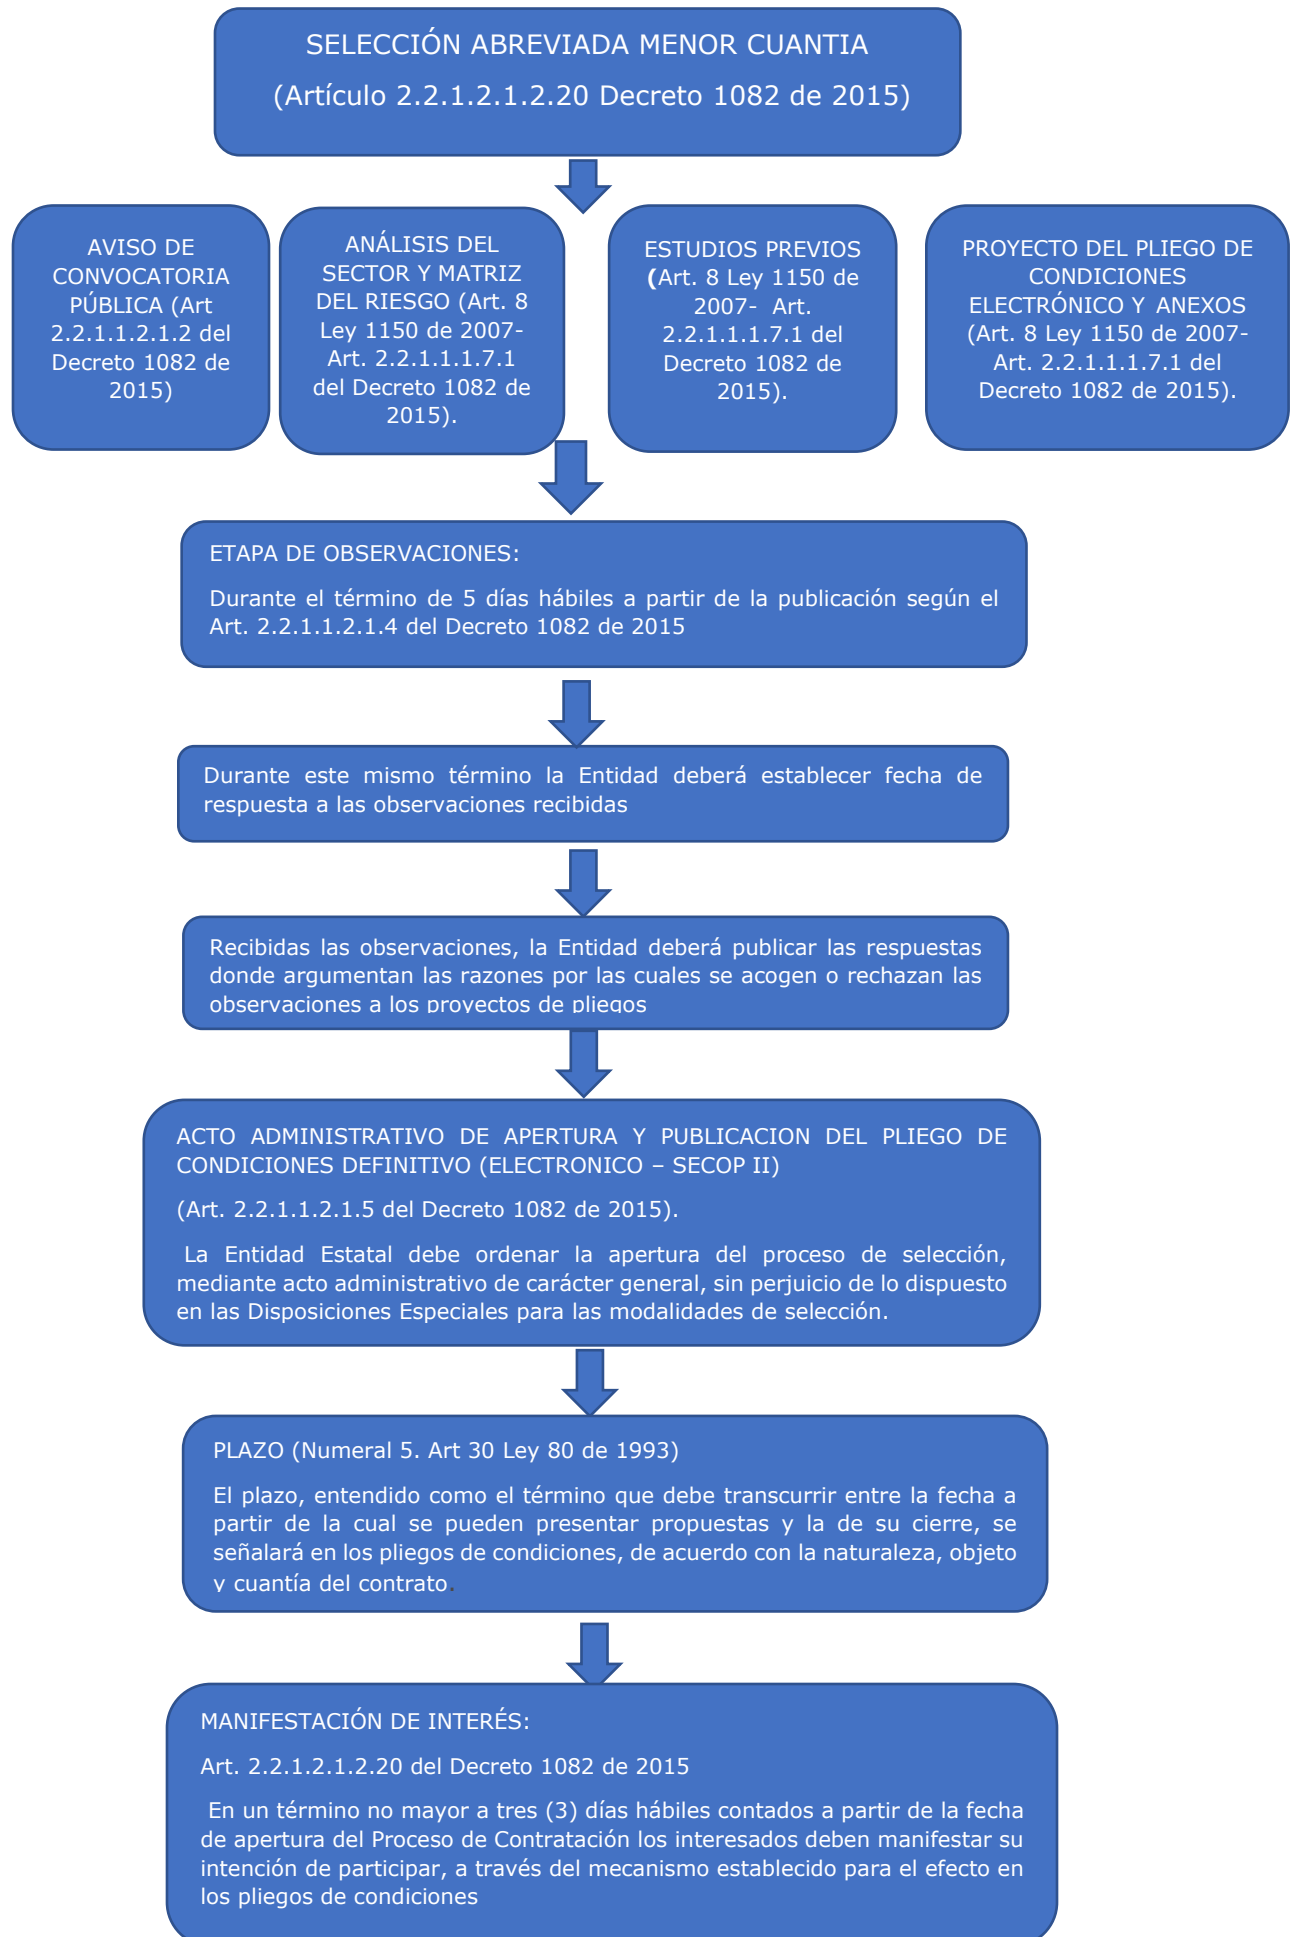 SELECCIÓN ABREVIADA MENOR CUANTIA
(Artículo 2.2.1.2.1.2.20 Decreto 1082 de 2015)
AVISO DE
CONVOCATORIA
PÚBLICA (Art
2.2.1.1.2.1.2 del
Decreto 1082 de
2015)
ANÁLISIS DEL
SECTOR Y MATRIZ
DEL RIESGO (Art. 8
Ley 1150 de 2007-
Art. 2.2.1.1.1.7.1
del Decreto 1082 de
2015).
ESTUDIOS PREVIOS
(Art. 8 Ley 1150 de
2007- Art.
2.2.1.1.1.7.1 del
Decreto 1082 de
2015).
PROYECTO DEL PLIEGO DE
CONDICIONES
ELECTRÓNICO Y ANEXOS
(Art. 8 Ley 1150 de 2007-
Art. 2.2.1.1.1.7.1 del
Decreto 1082 de 2015).
ETAPA DE OBSERVACIONES:
Durante el término de 5 días hábiles a partir de la publicación según el
Art. 2.2.1.1.2.1.4 del Decreto 1082 de 2015
Durante este mismo término la Entidad deberá establecer fecha de
respuesta a las observaciones recibidas
Recibidas las observaciones, la Entidad deberá publicar las respuestas
donde argumentan las razones por las cuales se acogen o rechazan las
observaciones a los proyectos de pliegos
ACTO ADMINISTRATIVO DE APERTURA Y PUBLICACION DEL PLIEGO DE
CONDICIONES DEFINITIVO (ELECTRONICO – SECOP II)
(Art. 2.2.1.1.2.1.5 del Decreto 1082 de 2015).
La Entidad Estatal debe ordenar la apertura del proceso de selección,
mediante acto administrativo de carácter general, sin perjuicio de lo dispuesto
en las Disposiciones Especiales para las modalidades de selección.
PLAZO (Numeral 5. Art 30 Ley 80 de 1993)
El plazo, entendido como el término que debe transcurrir entre la fecha a
partir de la cual se pueden presentar propuestas y la de su cierre, se
señalará en los pliegos de condiciones, de acuerdo con la naturaleza, objeto
y cuantía del contrato.
MANIFESTACIÓN DE INTERÉS:
Art. 2.2.1.2.1.2.20 del Decreto 1082 de 2015
En un término no mayor a tres (3) días hábiles contados a partir de la fecha
de apertura del Proceso de Contratación los interesados deben manifestar su
intención de participar, a través del mecanismo establecido para el efecto en
los pliegos de condiciones